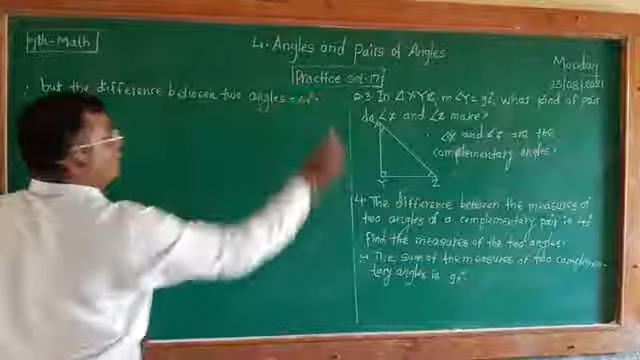 7th-Math
4. Angles and Pairs of Angles
Practice set-17
Monday
23/08/2021
∴ but the difference between two angles = 40°.
Q.3. In △XYZ, m∠Y = 90°. What kind of pair
do ∠X and ∠Z make?
∴ ∠X and ∠Z are the
complementary angles.
X
Y
Z
4. The difference between the measures of
two angles of a complementary pair is 40°
Find the measures of the two angles.
:→ The sum of the measures of two complemen-
tary angles is 90°